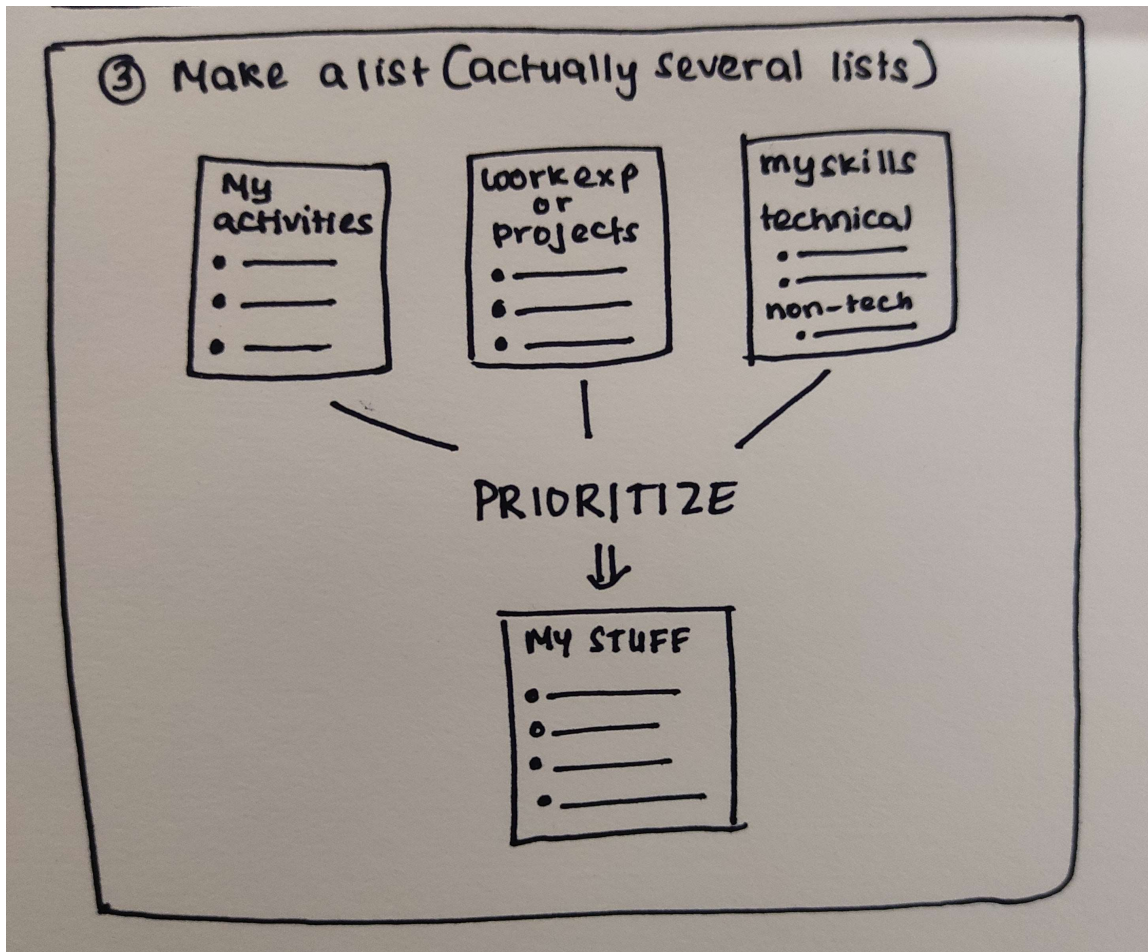 ③ Make a list (actually several lists)
My
activities
work exp
or
projects
my skills
technical
non-tech
PRIORITIZE
MY STUFF